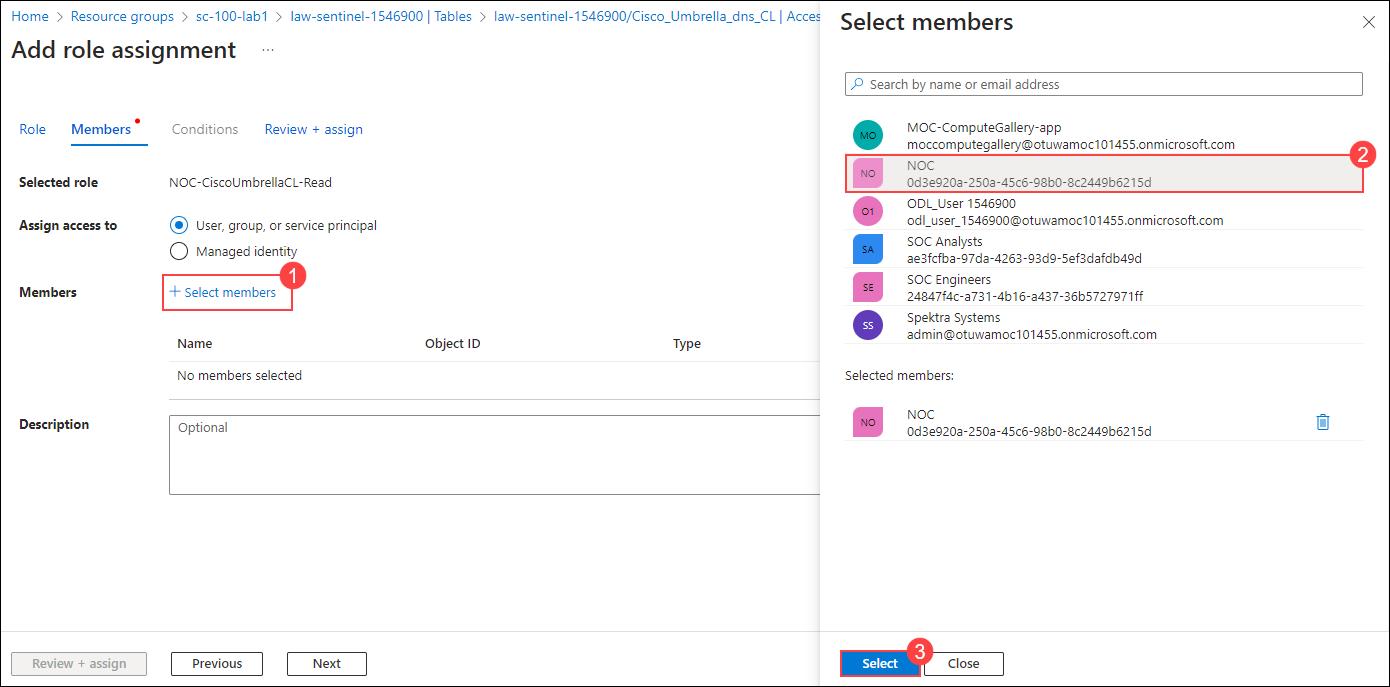 Home > Resource groups > sc-100-lab1 > law-sentinel-1546900 | Tables > law-sentinel-1546900/Cisco_Umbrella_dns_CL | Acces
Add role assignment ...
Role Members Conditions Review + assign
Selected role NOC-CiscoUmbrellaCL-Read
Assign access to User, group, or service principal
Managed identity
1
Members + Select members
Name Object ID Type
No members selected
Description Optional
Review + assign Previous Next
Select members
Search by name or email address
MO MOC-ComputeGallery-app
moccomputegallery@otuwamoc101455.onmicrosoft.com
2
NO NOC
0d3e920a-250a-45c6-98b0-8c2449b6215d
O1 ODL_User 1546900
odl_user_1546900@otuwamoc101455.onmicrosoft.com
SA SOC Analysts
ae3fcfba-97da-4263-93d9-5ef3dafdb49d
SE SOC Engineers
24847f4c-a731-4b16-a437-36b5727971ff
SS Spektra Systems
admin@otuwamoc101455.onmicrosoft.com
Selected members:
NO NOC
0d3e920a-250a-45c6-98b0-8c2449b6215d
3
Select Close